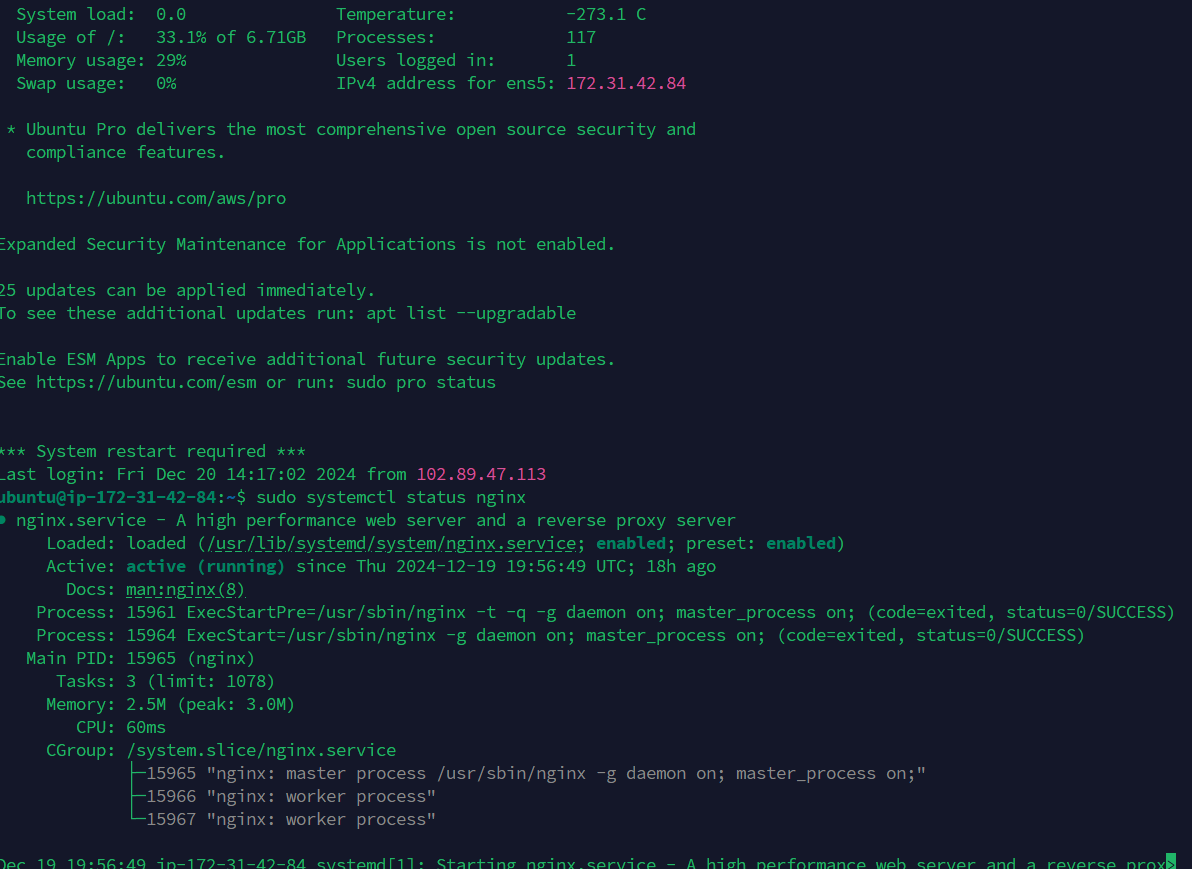 System load:  0.0               Temperature:           -273.1 C
Usage of /:   33.1% of 6.71GB   Processes:             117
Memory usage: 29%               Users logged in:       1
Swap usage:   0%                IPv4 address for ens5: 172.31.42.84
* Ubuntu Pro delivers the most comprehensive open source security and
compliance features.
https://ubuntu.com/aws/pro
Expanded Security Maintenance for Applications is not enabled.
25 updates can be applied immediately.
To see these additional updates run: apt list --upgradable
Enable ESM Apps to receive additional future security updates.
See https://ubuntu.com/esm or run: sudo pro status
*** System restart required ***
Last login: Fri Dec 20 14:17:02 2024 from 102.89.47.113
ubuntu@ip-172-31-42-84:~$ sudo systemctl status nginx
● nginx.service - A high performance web server and a reverse proxy server
Loaded: loaded (/usr/lib/systemd/system/nginx.service; enabled; preset: enabled)
Active: active (running) since Thu 2024-12-19 19:56:49 UTC; 18h ago
Docs: man:nginx(8)
Process: 15961 ExecStartPre=/usr/sbin/nginx -t -q -g daemon on; master_process on; (code=exited, status=0/SUCCESS)
Process: 15964 ExecStart=/usr/sbin/nginx -g daemon on; master_process on; (code=exited, status=0/SUCCESS)
Main PID: 15965 (nginx)
Tasks: 3 (limit: 1078)
Memory: 2.5M (peak: 3.0M)
CPU: 60ms
CGroup: /system.slice/nginx.service
├─15965 "nginx: master process /usr/sbin/nginx -g daemon on; master_process on;"
├─15966 "nginx: worker process"
└─15967 "nginx: worker process"
Dec 19 19:56:49 ip-172-31-42-84 systemd[1]: Starting nginx.service - A high performance web server and a reverse prox>